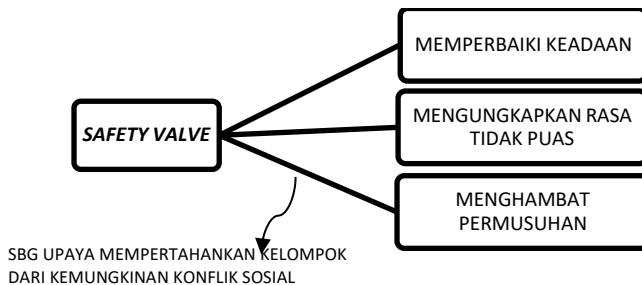 MEMPERBAIKI KEADAAN
SAFETY VALVE
MENGUNGKAPKAN RASA
TIDAK PUAS
MENGHAMBAT
PERMUSUHAN
SBG UPAYA MEMPERTAHANKAN KELOMPOK
DARI KEMUNGKINAN KONFLIK SOSIAL